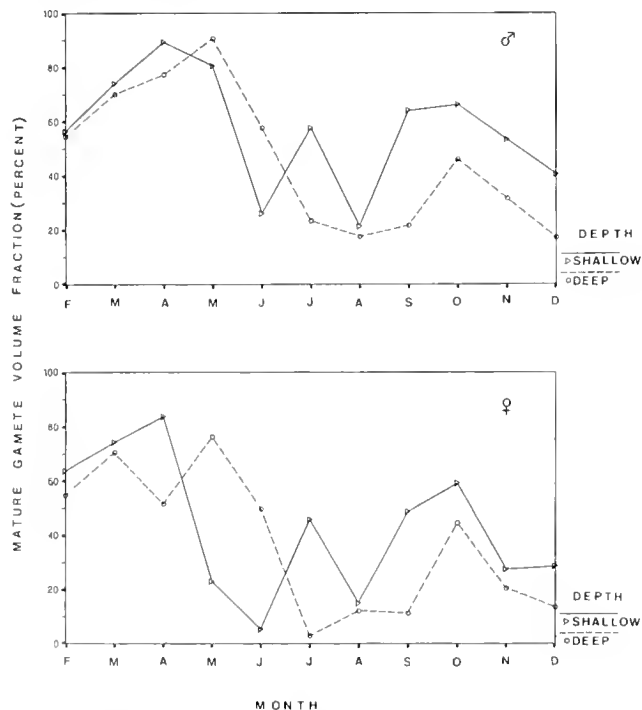 MATURE GAMETE VOLUME FRACTION(PERCENT)
100
80
60
40
20
0
♂
F M A M J J A S O N D
DEPTH
▷SHALLOW
○DEEP
100
80
60
40
20
0
♀
F M A M J J A S O N D
DEPTH
▷SHALLOW
○DEEP
MONTH